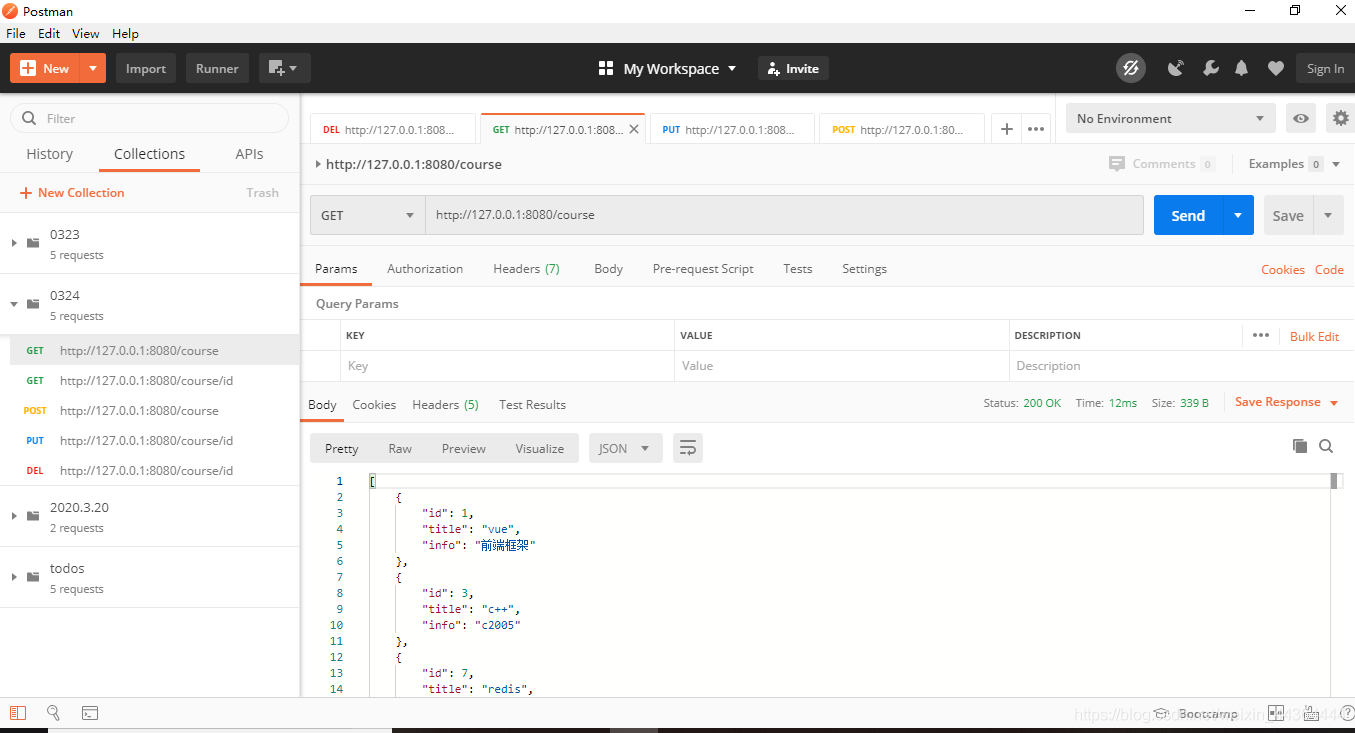 Postman
File Edit View Help
New Import Runner My Workspace Invite Sign In
Filter
History Collections APIs
New Collection Trash
0323
5 requests
0324
5 requests
GET http://127.0.0.1:8080/course
GET http://127.0.0.1:8080/course/id
POST http://127.0.0.1:8080/course
PUT http://127.0.0.1:8080/course/id
DEL http://127.0.0.1:8080/course/id
2020.3.20
2 requests
todos
5 requests
DEL http://127.0.0.1:808... GET http://127.0.0.1:808... PUT http://127.0.0.1:808... POST http://127.0.0.1:80... No Environment
http://127.0.0.1:8080/course Comments 0 Examples 0
GET http://127.0.0.1:8080/course Send Save
Params Authorization Headers (7) Body Pre-request Script Tests Settings Cookies Code
Query Params
KEY VALUE DESCRIPTION Bulk Edit
Key Value Description
Body Cookies Headers (5) Test Results Status: 200 OK Time: 12ms Size: 339 B Save Response
Pretty Raw Preview Visualize JSON
1 [
2 {
3 "id": 1,
4 "title": "vue",
5 "info": "前端框架"
6 },
7 {
8 "id": 3,
9 "title": "c++",
10 "info": "c2005"
11 },
12 {
13 "id": 7,
14 "title": "redis",
Bootcamp